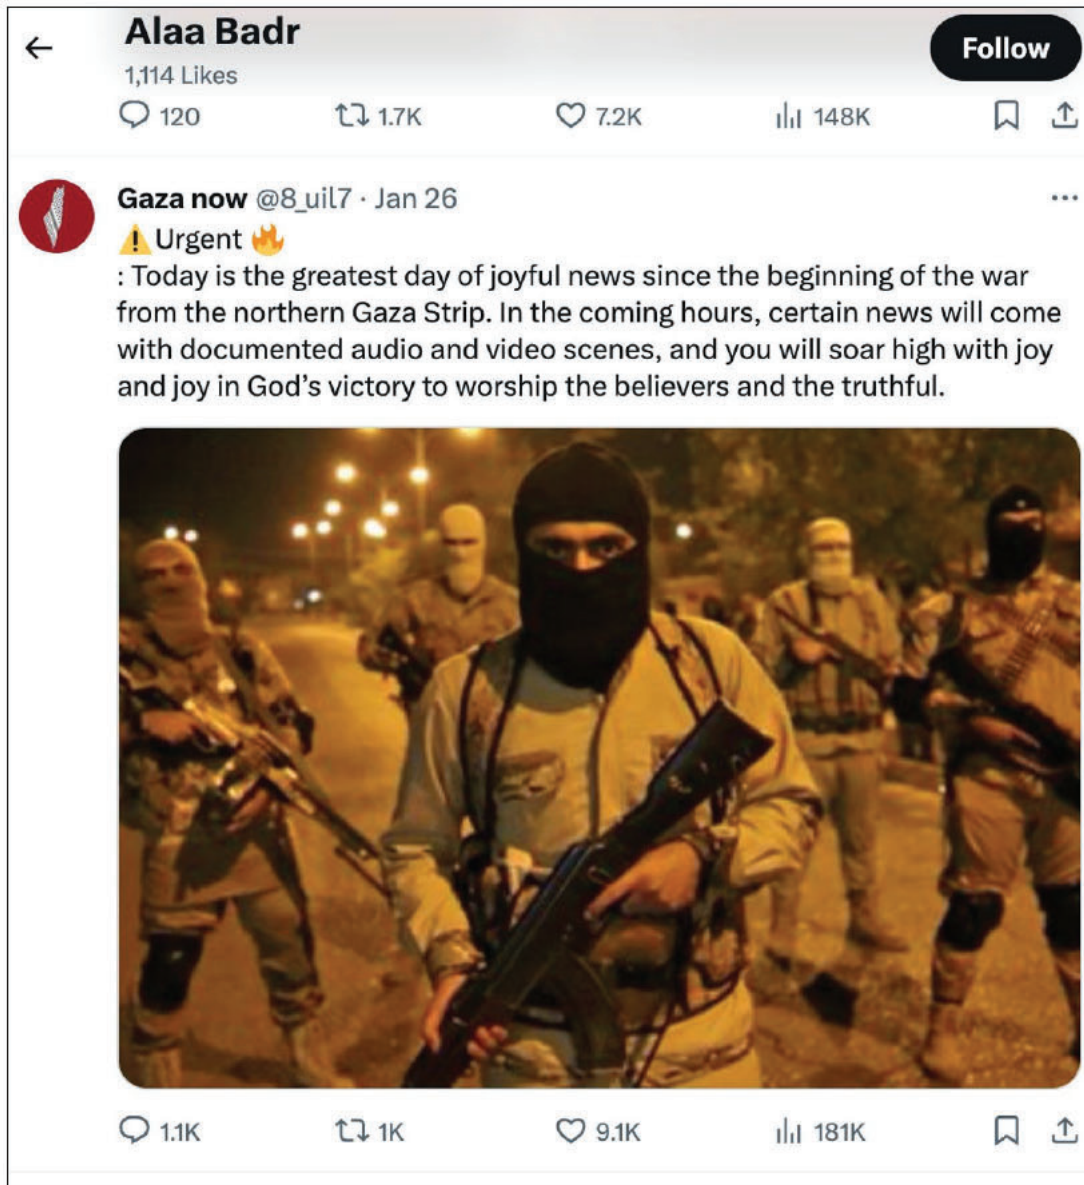 Alaa Badr
Follow
1,114 Likes
120 1.7K 7.2K 148K
Gaza now @8_uil7 · Jan 26
⚠️Urgent 🔥
: Today is the greatest day of joyful news since the beginning of the war
from the northern Gaza Strip. In the coming hours, certain news will come
with documented audio and video scenes, and you will soar high with joy
and joy in God’s victory to worship the believers and the truthful.
1.1K 1K 9.1K 181K